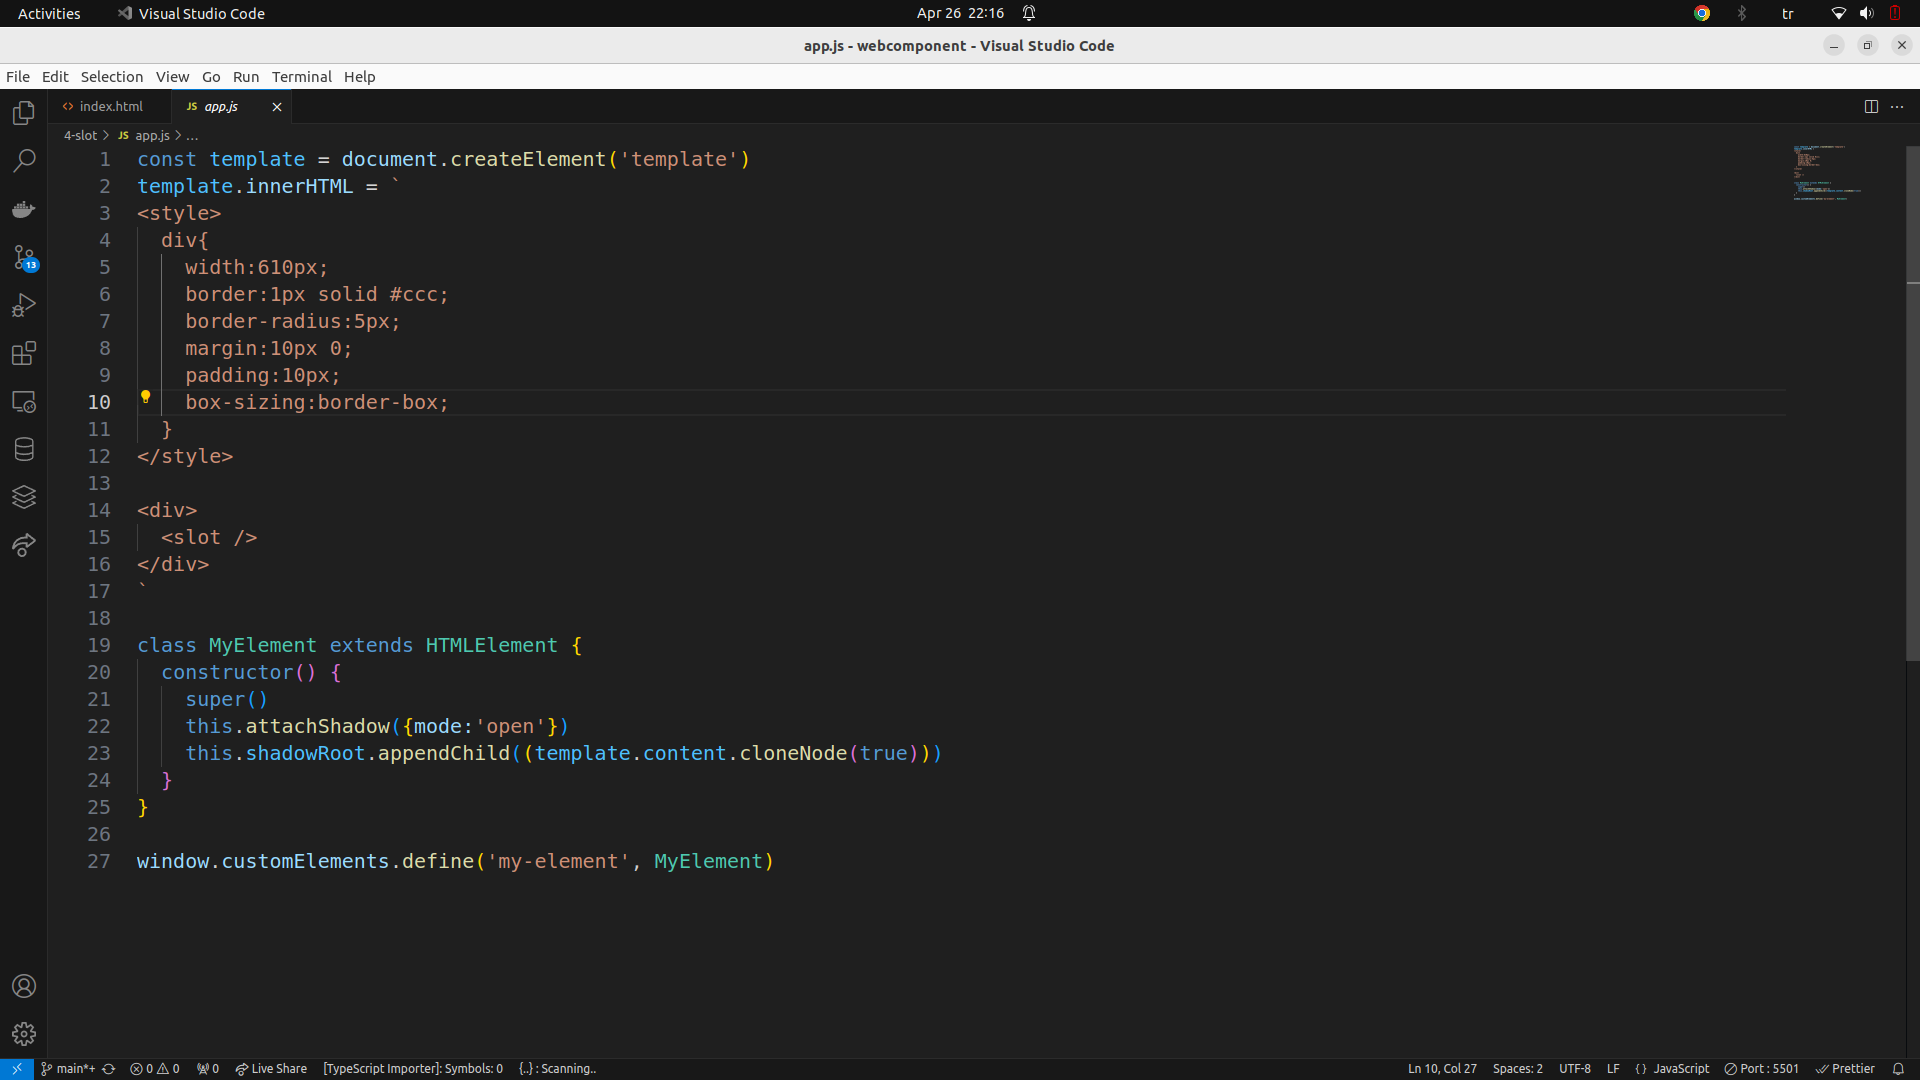 Activities
Visual Studio Code
Apr 26 22:16
tr
app.js - webcomponent - Visual Studio Code
File Edit Selection View Go Run Terminal Help
index.html
JS app.js
4-slot > JS app.js > ...
1 const template = document.createElement('template')
2 template.innerHTML = `
3 <style>
4   div{
5     width:610px;
6     border:1px solid #ccc;
7     border-radius:5px;
8     margin:10px 0;
9     padding:10px;
10     box-sizing:border-box;
11   }
12 </style>
13
14 <div>
15   <slot />
16 </div>
17 `
18
19 class MyElement extends HTMLElement {
20   constructor() {
21     super()
22     this.attachShadow({mode:'open'})
23     this.shadowRoot.appendChild((template.content.cloneNode(true)))
24   }
25 }
26
27 window.customElements.define('my-element', MyElement)
13
main*+ 0 0 0 Live Share [TypeScript Importer]: Symbols: 0 {..} : Scanning.. Ln 10, Col 27 Spaces: 2 UTF-8 LF {} JavaScript Port : 5501 Prettier